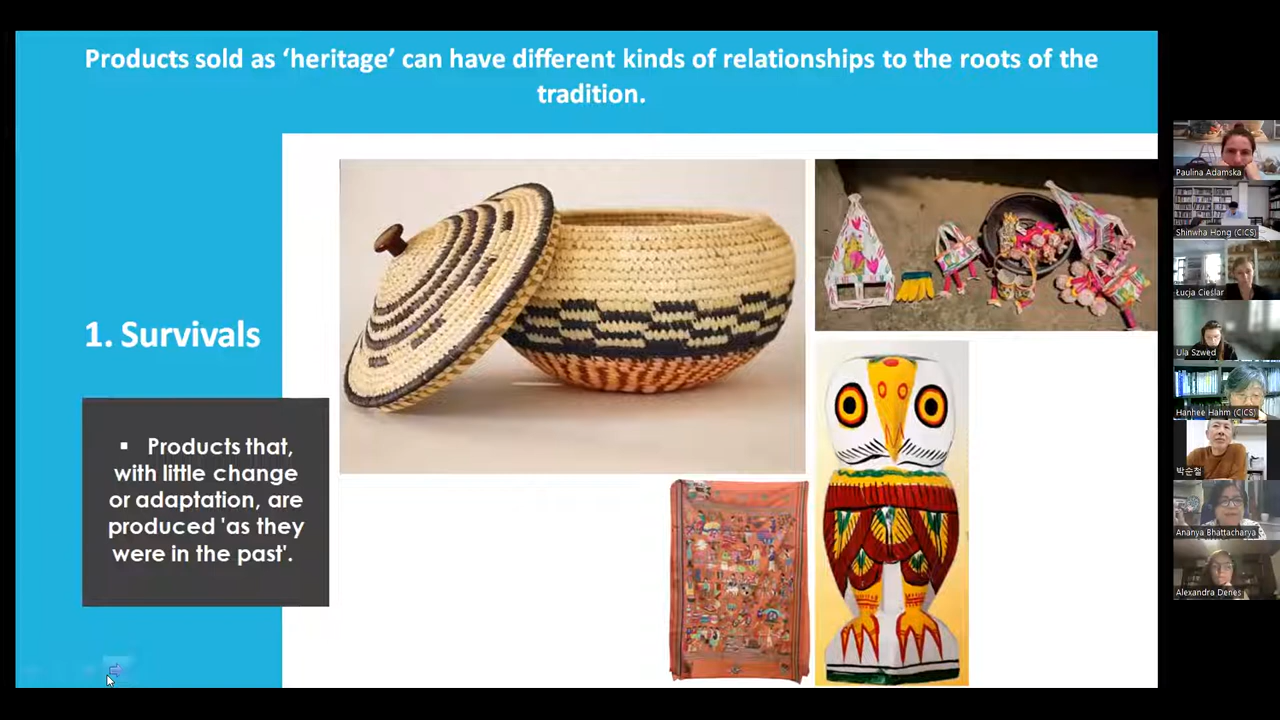 Products sold as ‘heritage’ can have different kinds of relationships to the roots of the
tradition.
1. Survivals
▪ Products that,
with little change
or adaptation, are
produced 'as they
were in the past'.
Paulina Adamska
Shinwha Hong (CICS)
Łucja Cieślar
Ula Szwed
Hanhee Hahm (CICS)
박순철
Ananya Bhattacharya
Alexandra Denes